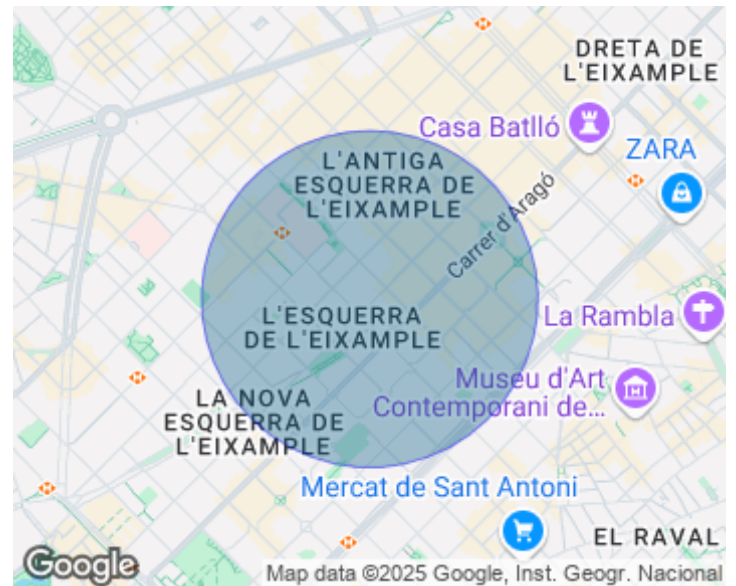 DRETA DE
L'EIXAMPLE
Casa Batlló
ZARA
L'ANTIGA
ESQUERRA DE
L'EIXAMPLE
Carrer d'Aragó
L'ESQUERRA
DE L'EIXAMPLE
La Rambla
Museu d'Art
Contemporani de...
LA NOVA
ESQUERRA DE
L'EIXAMPLE
Mercat de Sant Antoni
EL RAVAL
Google
Map data ©2025 Google, Inst. Geogr. Nacional